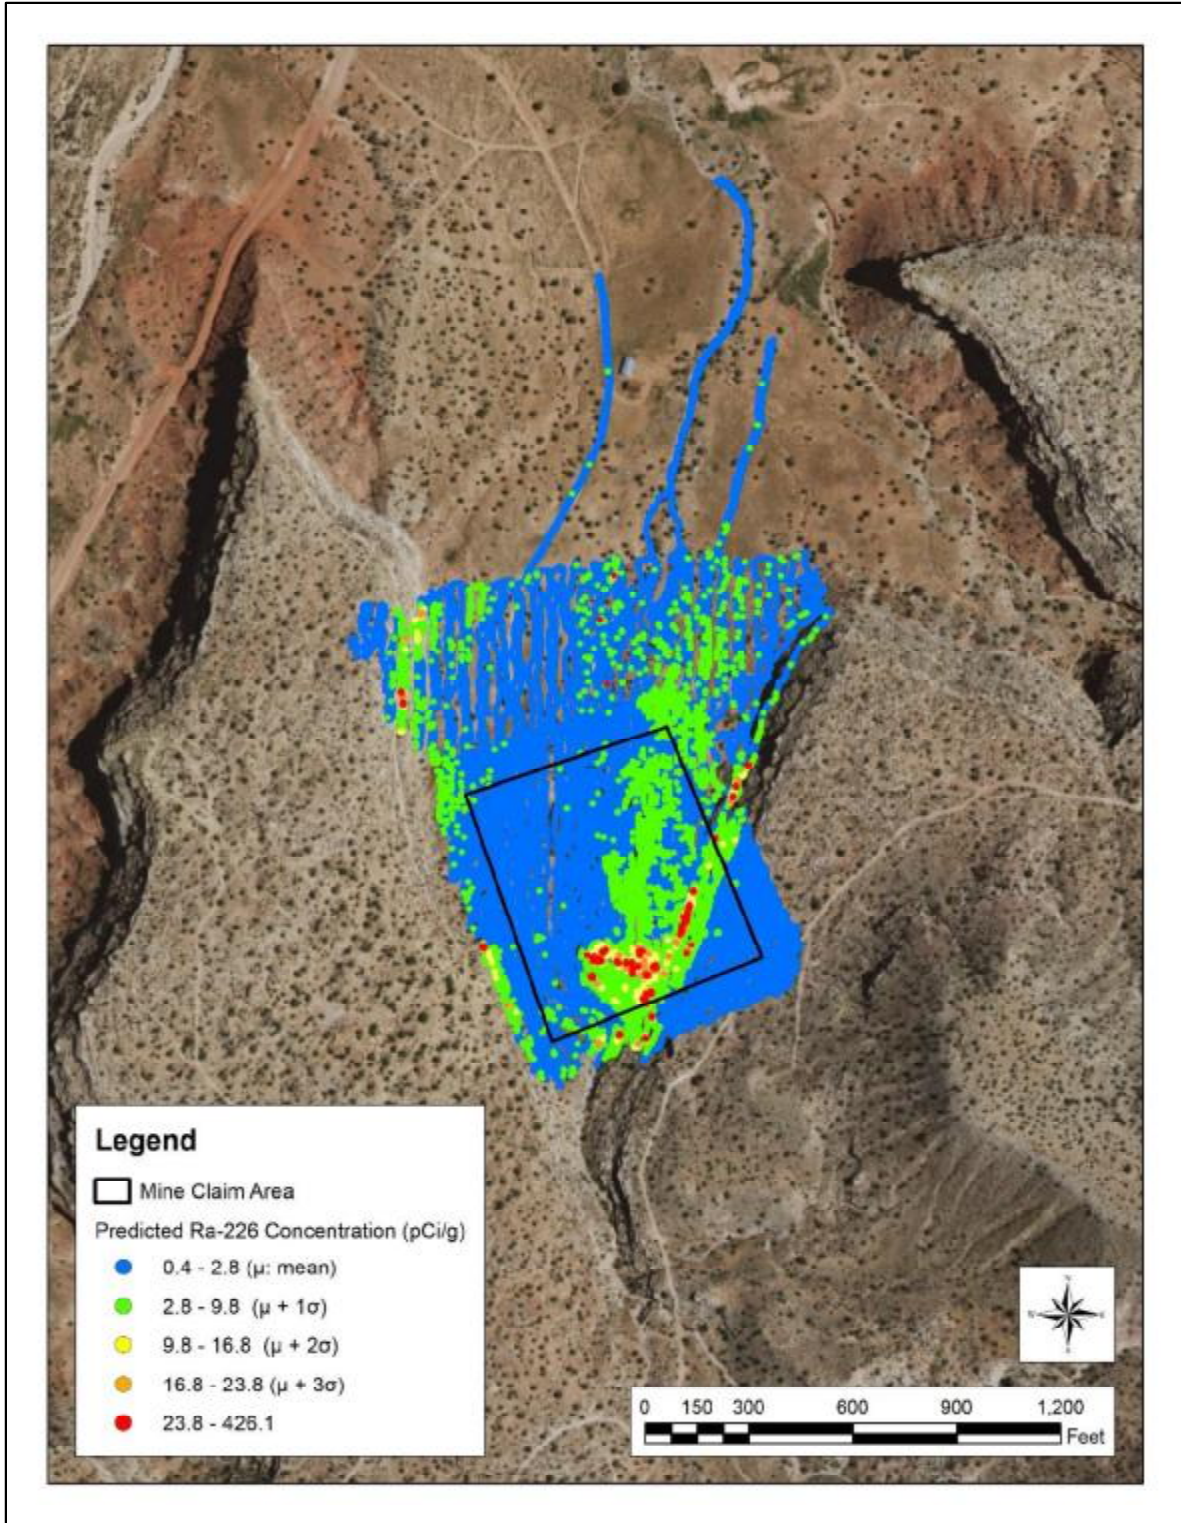 Legend
Mine Claim Area
Predicted Ra-226 Concentration (pCi/g)
0.4 - 2.8 (µ: mean)
2.8 - 9.8 (µ + 1σ)
9.8 - 16.8 (µ + 2σ)
16.8 - 23.8 (µ + 3σ)
23.8 - 426.1
N
W E
S
0 150 300 600 900 1,200
Feet